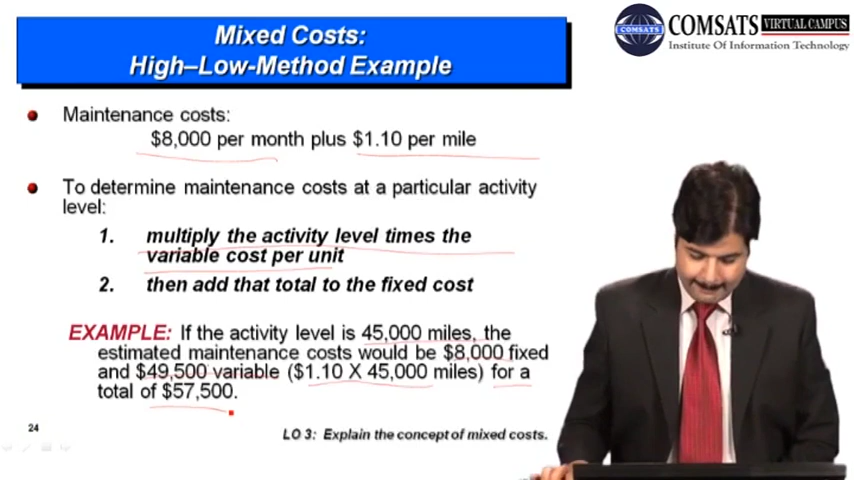 Mixed Costs:
High–Low-Method Example
COMSATS
COMSATS VIRTUAL CAMPUS
Institute Of Information Technology
Maintenance costs:
$8,000 per month plus $1.10 per mile
To determine maintenance costs at a particular activity
level:
1. multiply the activity level times the
variable cost per unit
2. then add that total to the fixed cost
EXAMPLE: If the activity level is 45,000 miles, the
estimated maintenance costs would be $8,000 fixed
and $49,500 variable ($1.10 X 45,000 miles) for a
total of $57,500.
24
LO 3: Explain the concept of mixed costs.